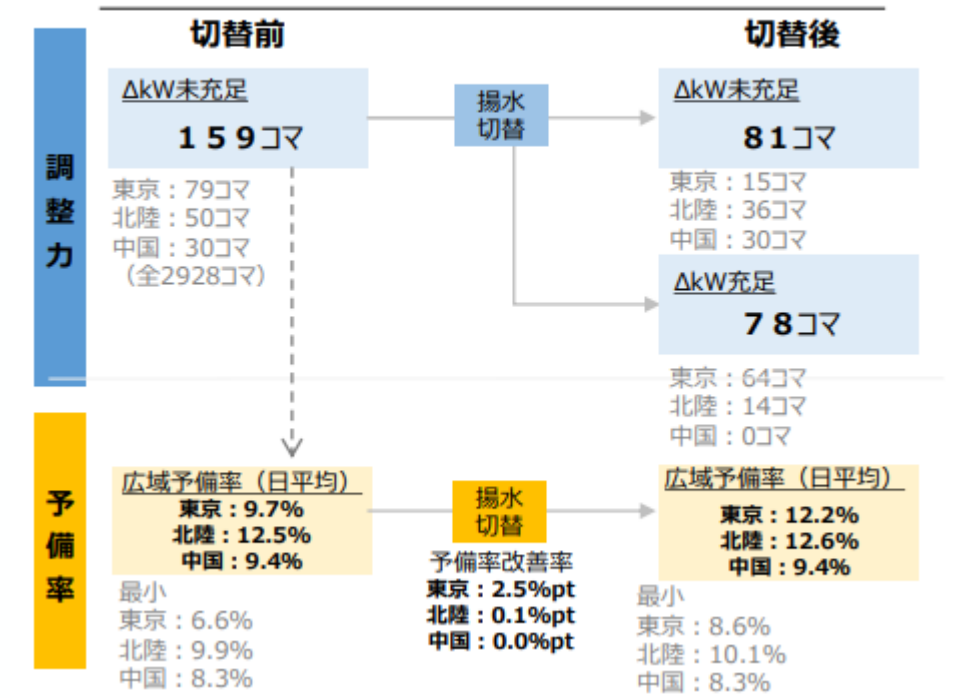 切替前
切替後
調整力
ΔkW未充足
159コマ
東京：79コマ
北陸：50コマ
中国：30コマ
（全2928コマ）
揚水
切替
ΔkW未充足
81コマ
東京：15コマ
北陸：36コマ
中国：30コマ
ΔkW充足
78コマ
東京：64コマ
北陸：14コマ
中国：0コマ
予備率
広域予備率（日平均）
東京：9.7%
北陸：12.5%
中国：9.4%
最小
東京：6.6%
北陸：9.9%
中国：8.3%
揚水
切替
予備率改善率
東京：2.5%pt
北陸：0.1%pt
中国：0.0%pt
広域予備率（日平均）
東京：12.2%
北陸：12.6%
中国：9.4%
最小
東京：8.6%
北陸：10.1%
中国：8.3%